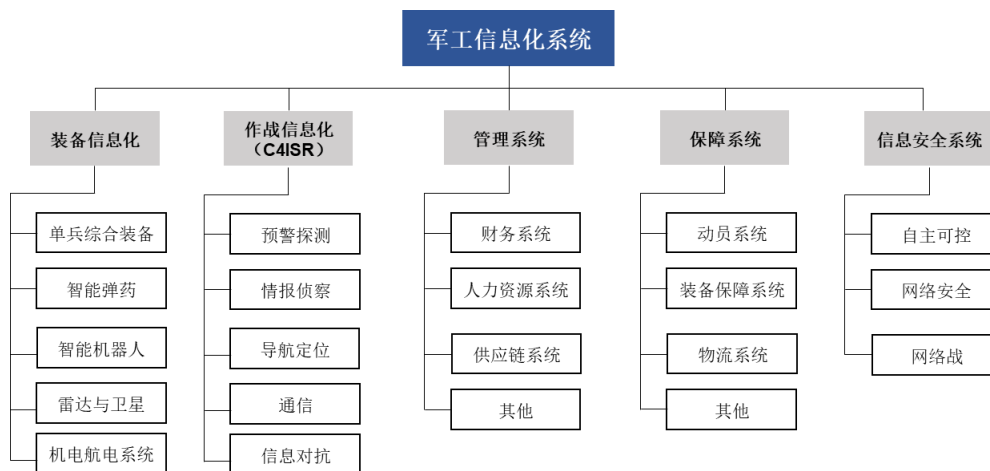 军工信息化系统
装备信息化
作战信息化
（C4ISR）
管理系统
保障系统
信息安全系统
单兵综合装备
智能弹药
智能机器人
雷达与卫星
机电航电系统
预警探测
情报侦察
导航定位
通信
信息对抗
财务系统
人力资源系统
供应链系统
其他
动员系统
装备保障系统
物流系统
其他
自主可控
网络安全
网络战